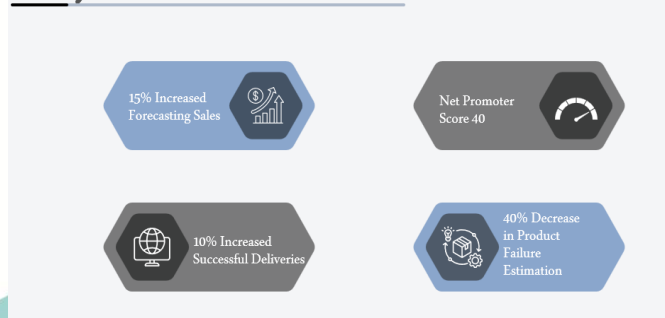 15% Increased
Forecasting Sales
Net Promoter
Score 40
10% Increased
Successful Deliveries
40% Decrease
in Product
Failure
Estimation